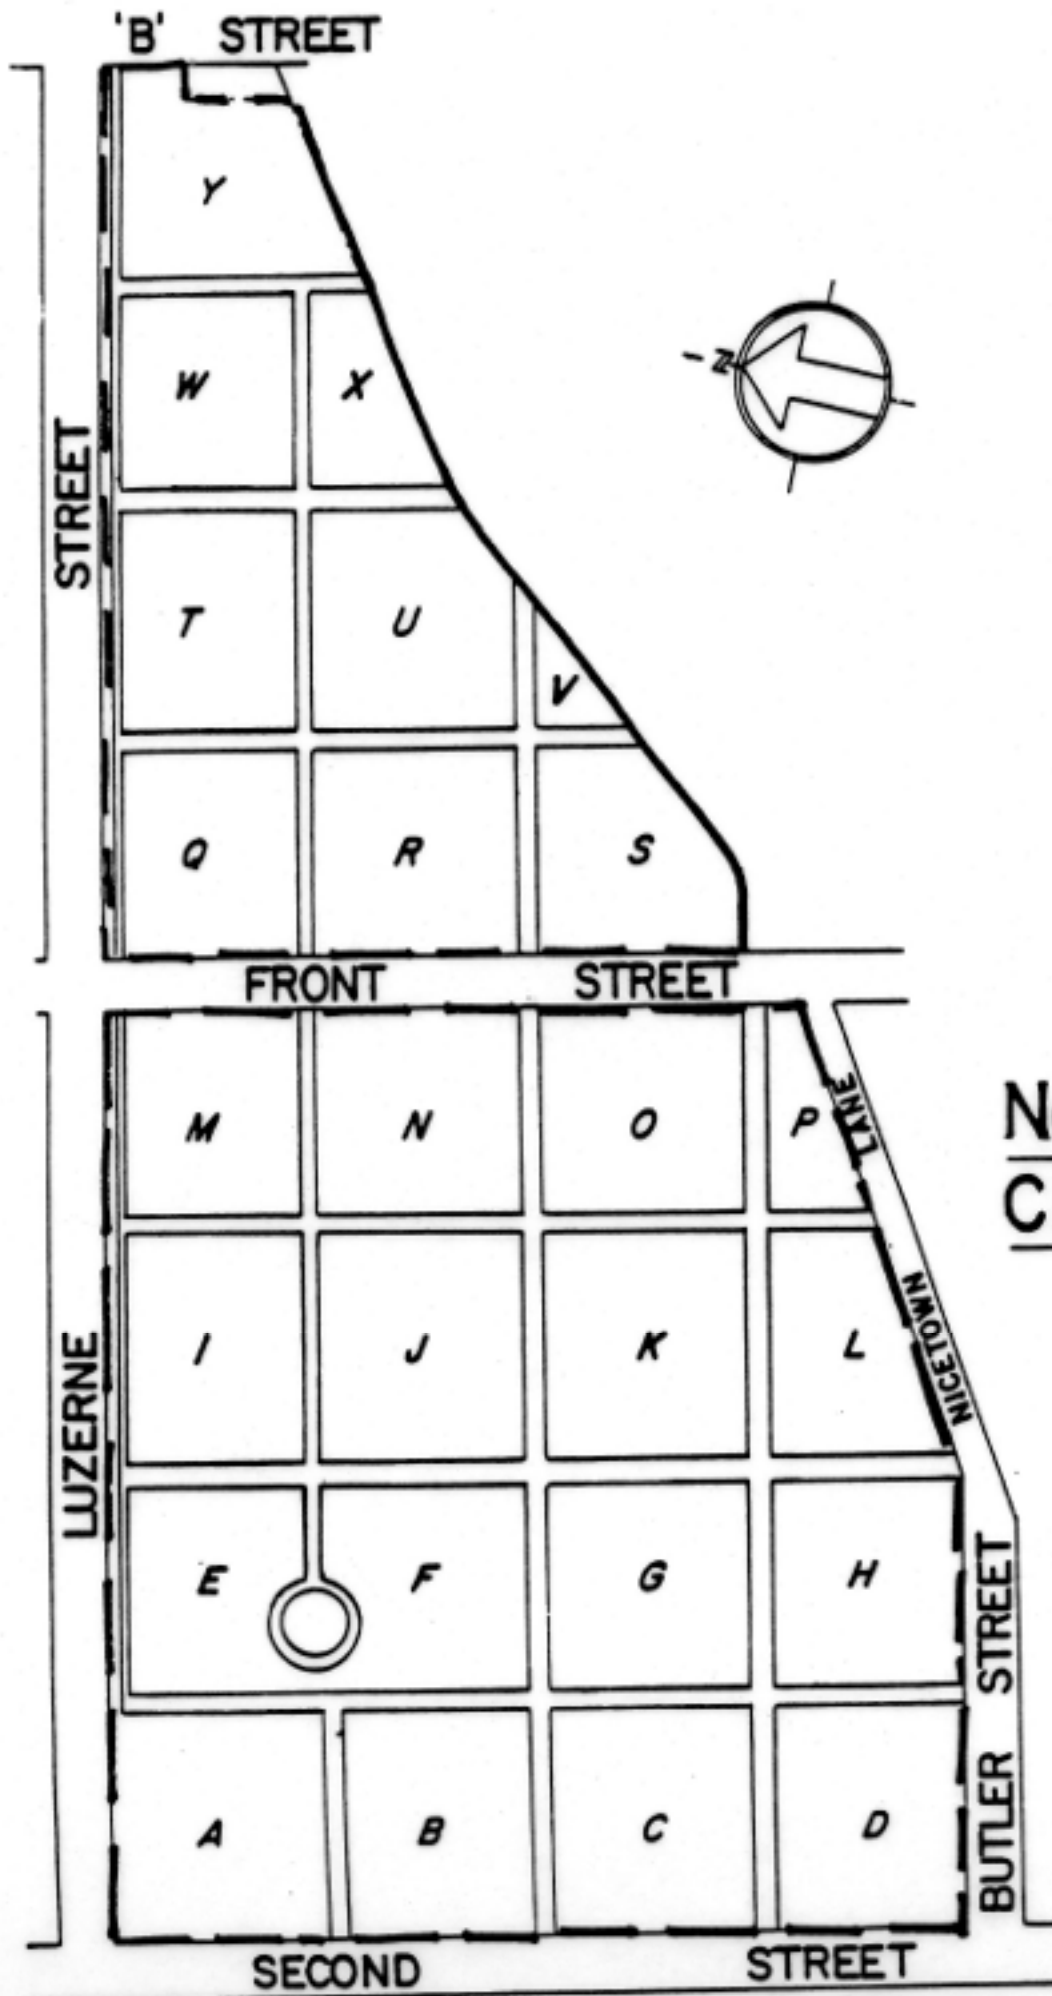 'B' STREET
Y
W X
STREET
N
T U
V
Q R S
FRONT STREET
M N O P
LANE
N
C
I J K L
NICETOWN
LUZERNE
E F G H
BUTLER STREET
A B C D
SECOND STREET